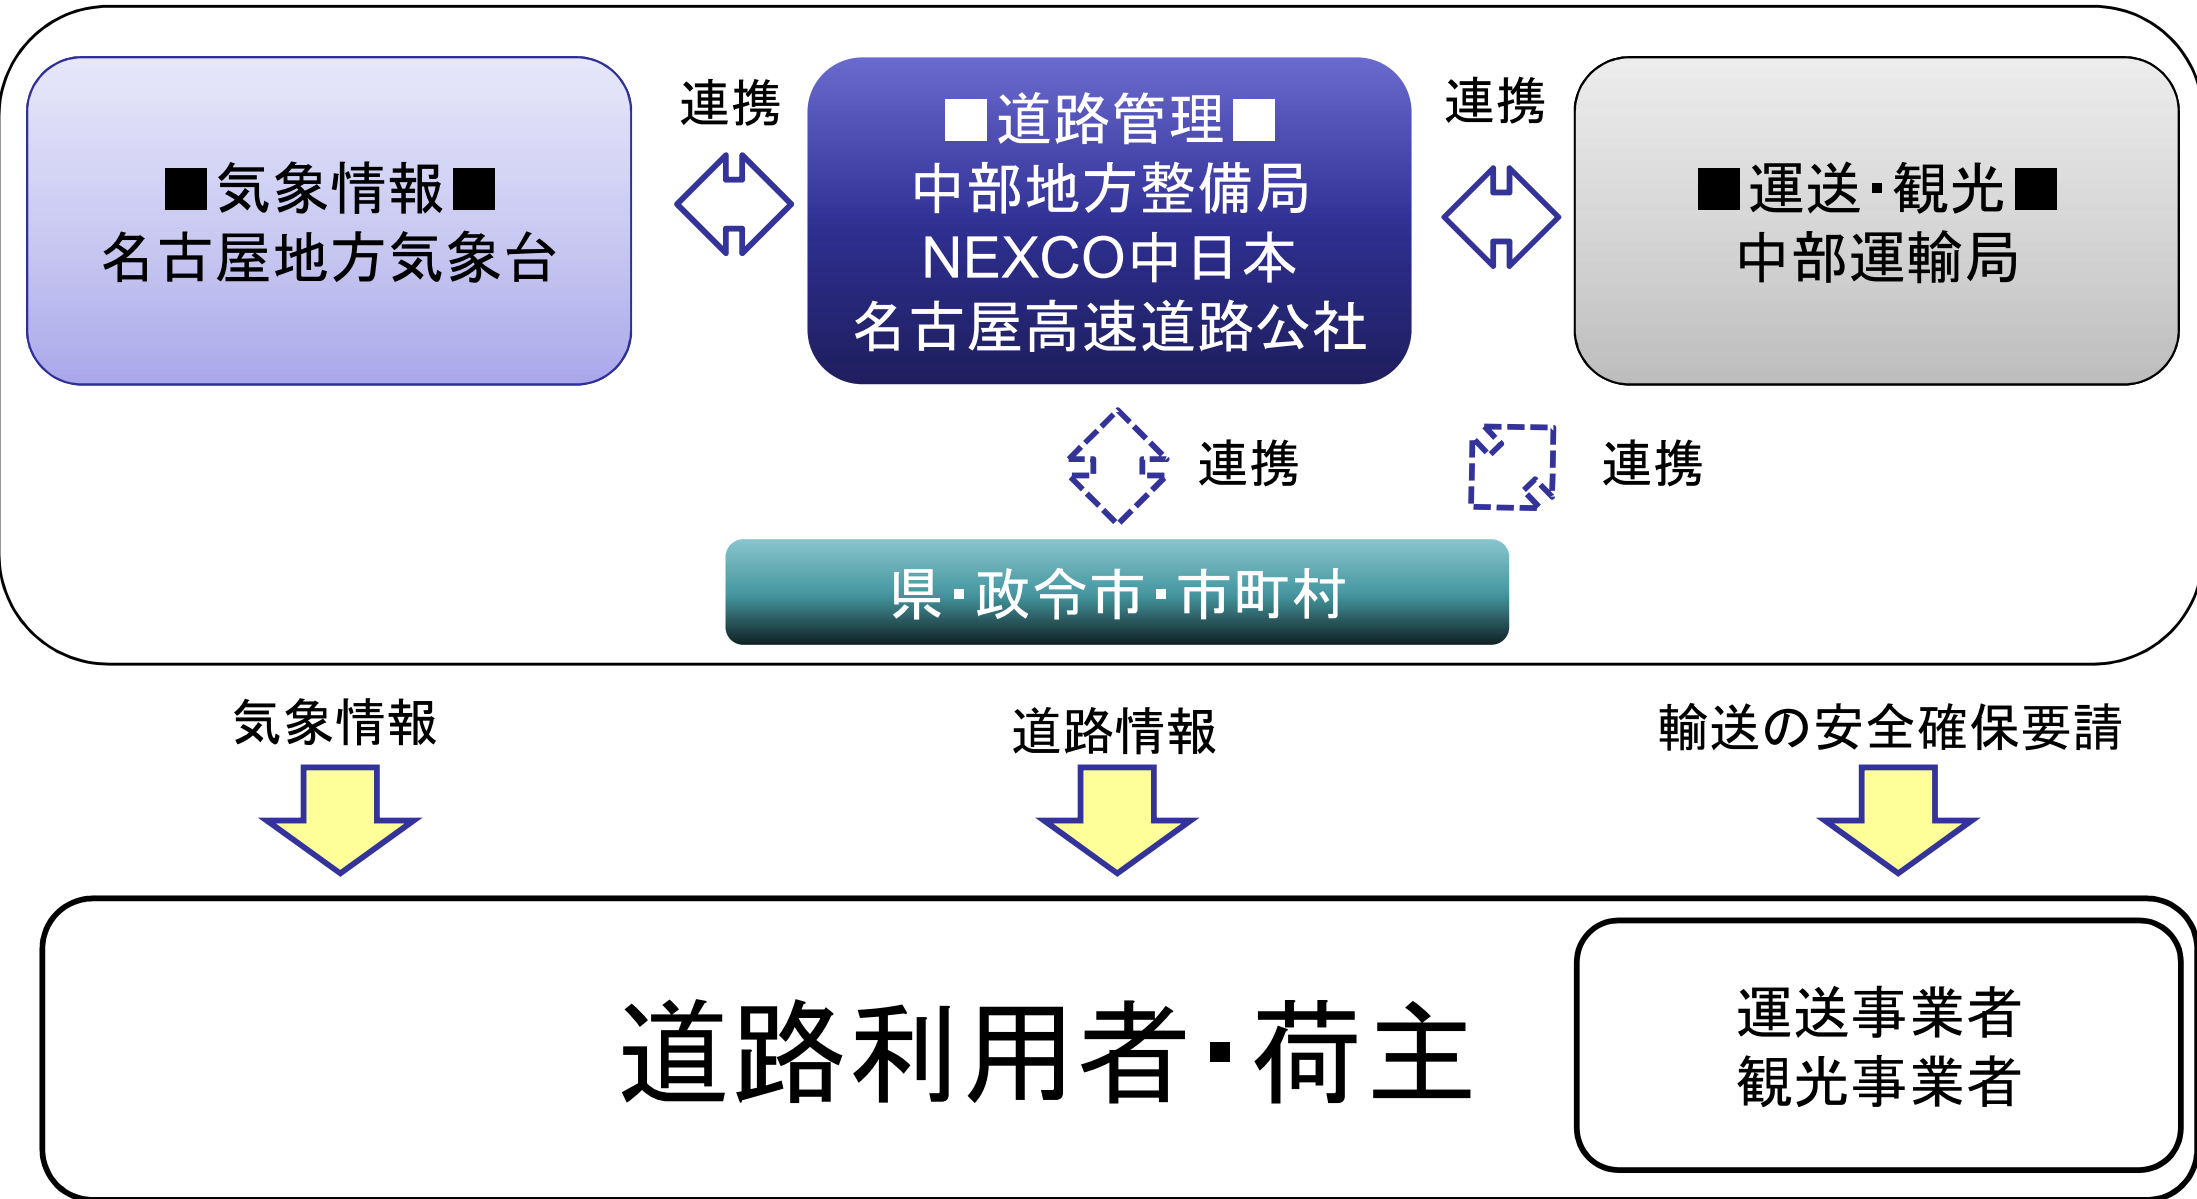 ■気象情報■
名古屋地方気象台
連携
■道路管理■
中部地方整備局
NEXCO中日本
名古屋高速道路公社
連携
■運送・観光■
中部運輸局
連携
連携
県・政令市・市町村
気象情報
道路情報
輸送の安全確保要請
道路利用者・荷主
運送事業者
観光事業者